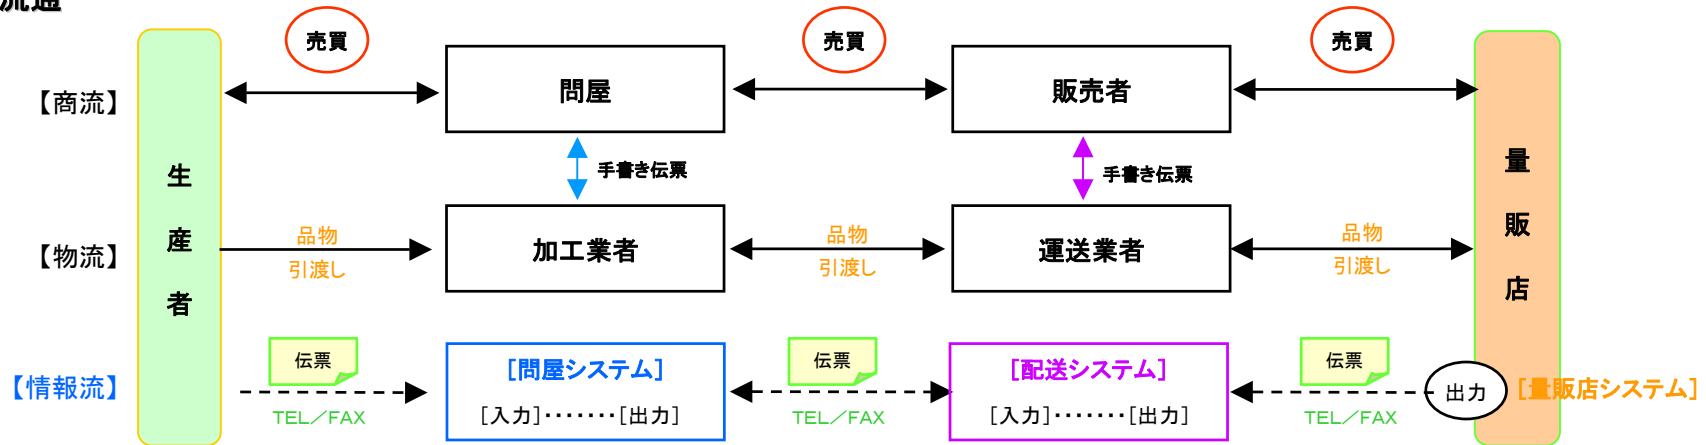 流通
売買
売買
売買
【商流】
問屋
販売者
手書き伝票
手書き伝票
生産者
量販店
【物流】
品物
引渡し
加工業者
品物
引渡し
運送業者
品物
引渡し
【情報流】
伝票
TEL／FAX
[問屋システム]
[入力]･･･････[出力]
伝票
TEL／FAX
[配送システム]
[入力]･･･････[出力]
伝票
TEL／FAX
出力
[量販店システム]